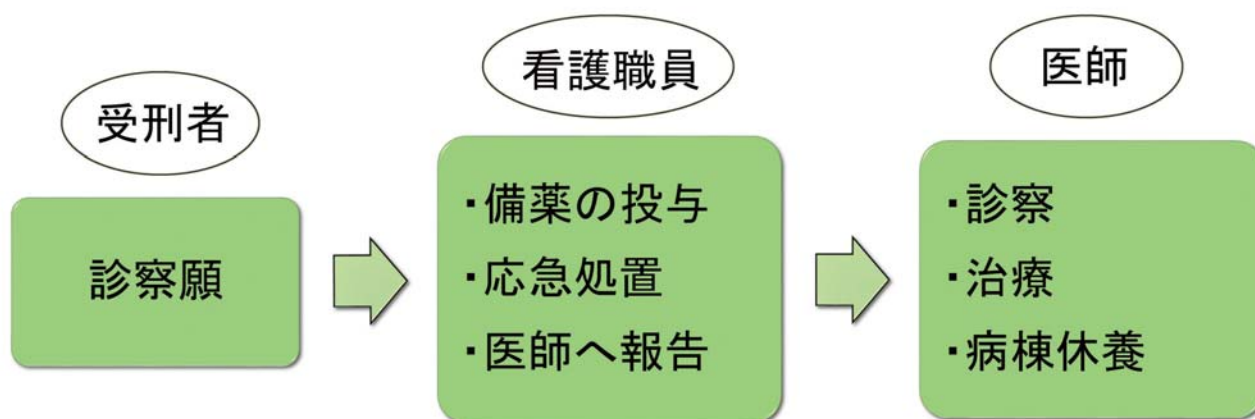 受刑者
診察願
看護職員
・備薬の投与
・応急処置
・医師へ報告
医師
・診察
・治療
・病棟休養